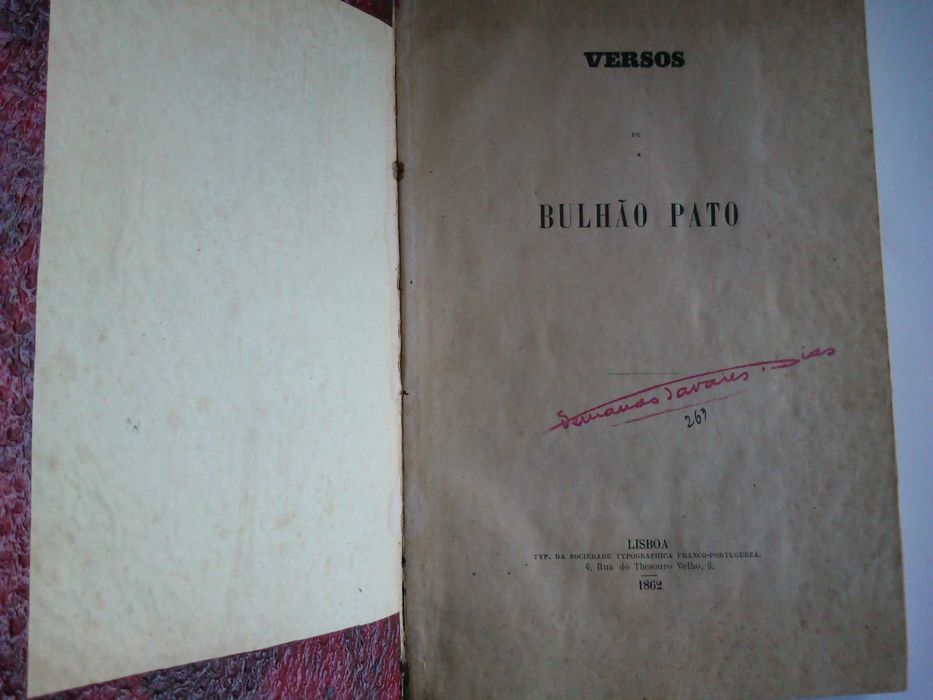 VERSOS
DE
BULHÃO PATO
Fernando Tavares Dias
269
LISBOA
TYP. DA SOCIEDADE TYPOGRAPHICA FRANCO-PORTUGUEZA.
6, Rua do Thesouro Velho, 6.
1862